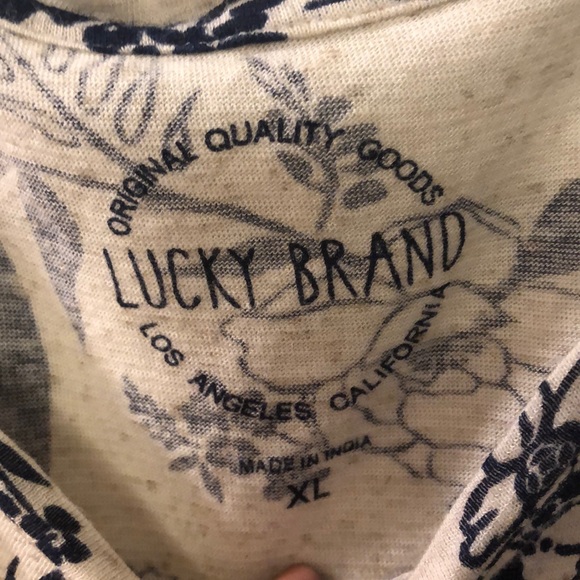 ORIGINAL QUALITY GOODS
LUCKY BRAND
LOS ANGELES CALIFORNIA
MADE IN INDIA
XL